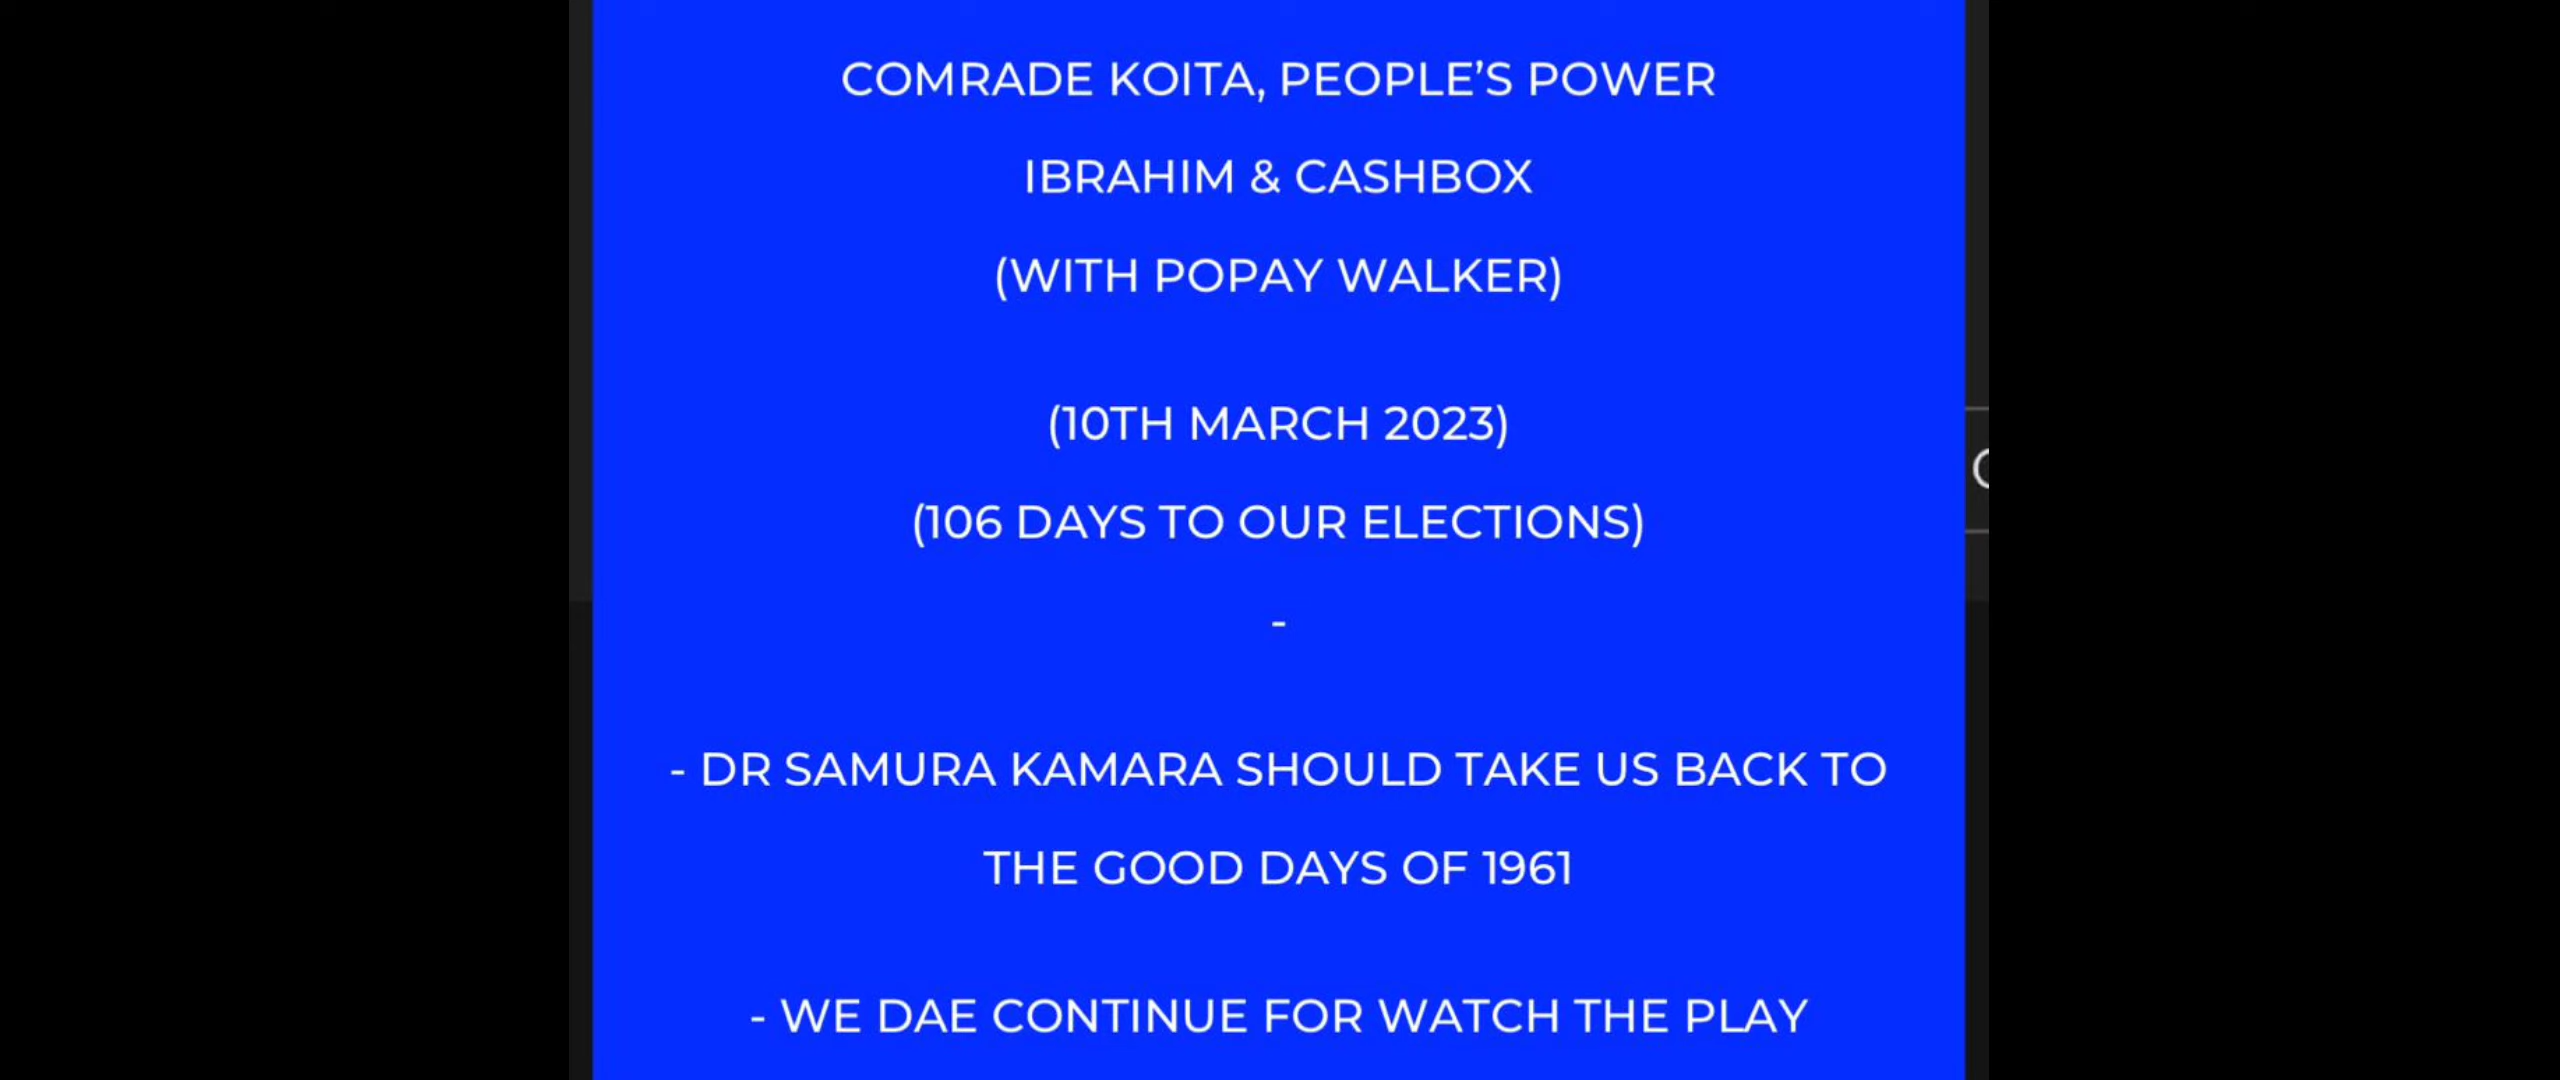 COMRADE KOITA, PEOPLE’S POWER
IBRAHIM & CASHBOX
(WITH POPAY WALKER)
(10TH MARCH 2023)
(106 DAYS TO OUR ELECTIONS)
-
- DR SAMURA KAMARA SHOULD TAKE US BACK TO
THE GOOD DAYS OF 1961
- WE DAE CONTINUE FOR WATCH THE PLAY